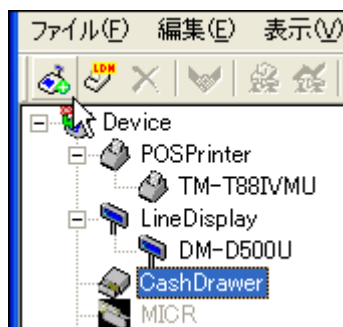 ファイル(F) 編集(E) 表示(V)
LDN
Device
POSPrinter
TM-T88IVMU
LineDisplay
DM-D500U
CashDrawer
MICR